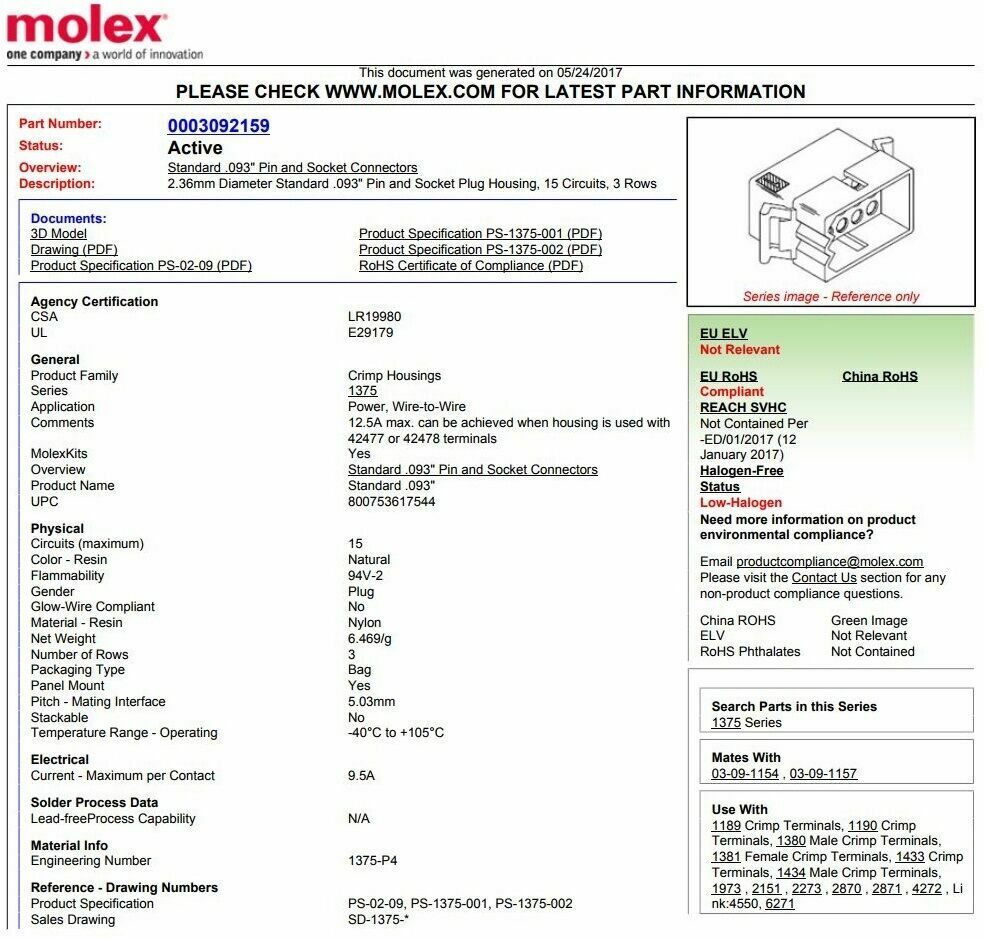 molex
one company > a world of innovation
This document was generated on 05/24/2017
PLEASE CHECK WWW.MOLEX.COM FOR LATEST PART INFORMATION
Part Number: 0003092159
Status: Active
Overview: Standard .093" Pin and Socket Connectors
Description: 2.36mm Diameter Standard .093" Pin and Socket Plug Housing, 15 Circuits, 3 Rows
Documents:
3D Model Product Specification PS-1375-001 (PDF)
Drawing (PDF) Product Specification PS-1375-002 (PDF)
Product Specification PS-02-09 (PDF) RoHS Certificate of Compliance (PDF)
Agency Certification
CSA LR19980
UL E29179
General
Product Family Crimp Housings
Series 1375
Application Power, Wire-to-Wire
Comments 12.5A max. can be achieved when housing is used with
42477 or 42478 terminals
MolexKits Yes
Overview Standard .093" Pin and Socket Connectors
Product Name Standard .093"
UPC 800753617544
Physical
Circuits (maximum) 15
Color - Resin Natural
Flammability 94V-2
Gender Plug
Glow-Wire Compliant No
Material - Resin Nylon
Net Weight 6.469/g
Number of Rows 3
Packaging Type Bag
Panel Mount Yes
Pitch - Mating Interface 5.03mm
Stackable No
Temperature Range - Operating -40°C to +105°C
Electrical
Current - Maximum per Contact 9.5A
Solder Process Data
Lead-freeProcess Capability N/A
Material Info
Engineering Number 1375-P4
Reference - Drawing Numbers
Product Specification PS-02-09, PS-1375-001, PS-1375-002
Sales Drawing SD-1375-*
Series image - Reference only
EU ELV
Not Relevant
EU RoHS China RoHS
Compliant
REACH SVHC
Not Contained Per
-ED/01/2017 (12
January 2017)
Halogen-Free
Status
Low-Halogen
Need more information on product
environmental compliance?
Email productcompliance@molex.com
Please visit the Contact Us section for any
non-product compliance questions.
China ROHS Green Image
ELV Not Relevant
RoHS Phthalates Not Contained
Search Parts in this Series
1375 Series
Mates With
03-09-1154 , 03-09-1157
Use With
1189 Crimp Terminals, 1190 Crimp
Terminals, 1380 Male Crimp Terminals,
1381 Female Crimp Terminals, 1433 Crimp
Terminals, 1434 Male Crimp Terminals,
1973 , 2151 , 2273 , 2870 , 2871 , 4272 , Li
nk:4550, 6271